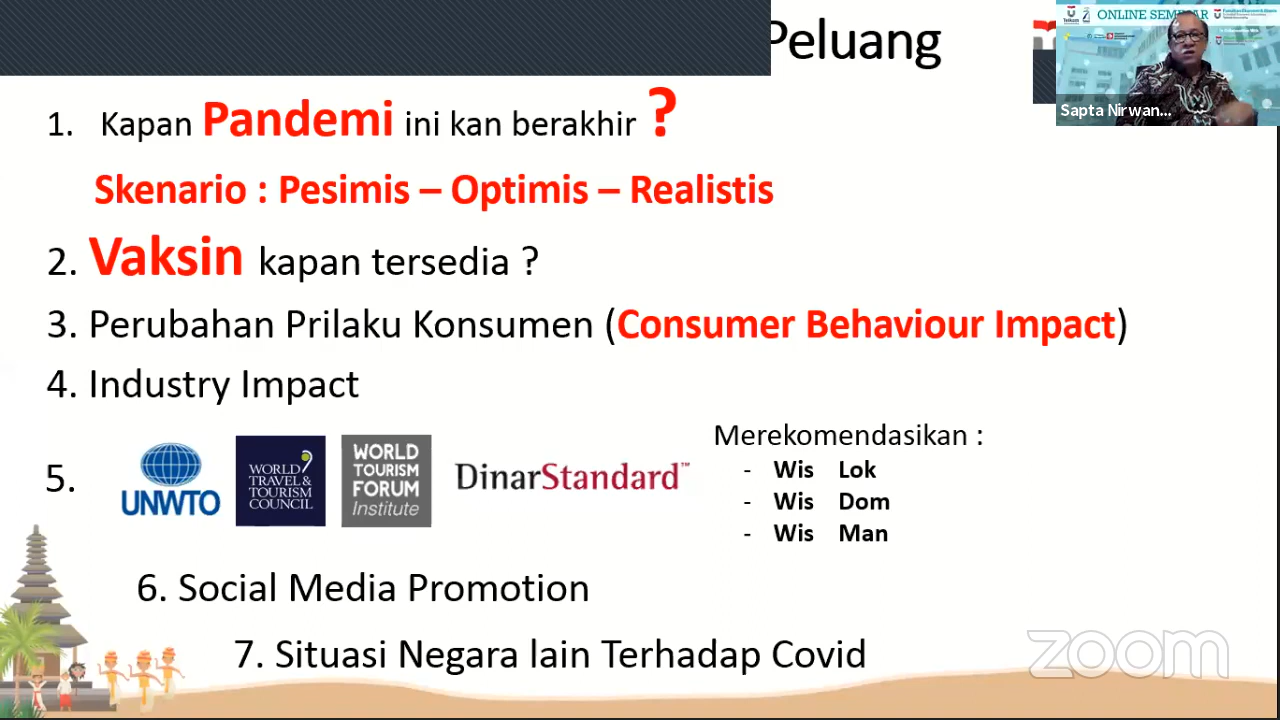 Peluang
ONLINE SEMINAR
Sapta Nirwan...
1. Kapan Pandemi ini kan berakhir ?
Skenario : Pesimis – Optimis – Realistis
2. Vaksin kapan tersedia ?
3. Perubahan Prilaku Konsumen (Consumer Behaviour Impact)
4. Industry Impact
5.
UNWTO
WORLD
TRAVEL &
TOURISM
COUNCIL
WORLD
TOURISM
FORUM
Institute
DinarStandard™
Merekomendasikan :
- Wis Lok
- Wis Dom
- Wis Man
6. Social Media Promotion
7. Situasi Negara lain Terhadap Covid
zoom